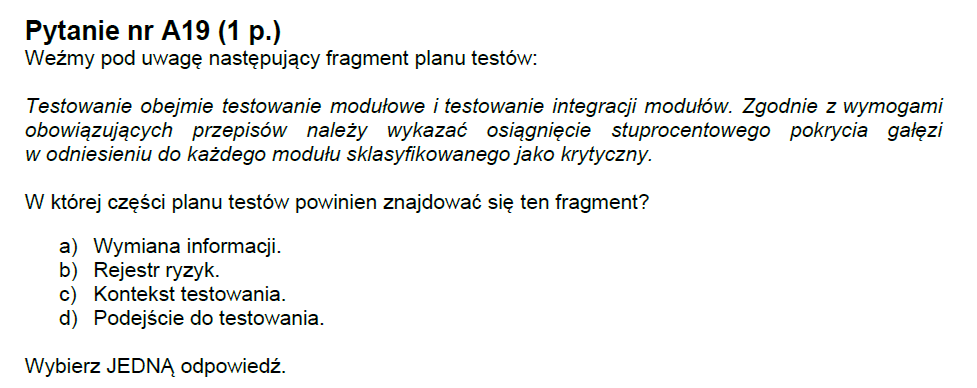 Pytanie nr A19 (1 p.)
Weźmy pod uwagę następujący fragment planu testów:
Testowanie obejmie testowanie modułowe i testowanie integracji modułów. Zgodnie z wymogami
obowiązujących przepisów należy wykazać osiągnięcie stuprocentowego pokrycia gałęzi
w odniesieniu do każdego modułu sklasyfikowanego jako krytyczny.
W której części planu testów powinien znajdować się ten fragment?
a) Wymiana informacji.
b) Rejestr ryzyk.
c) Kontekst testowania.
d) Podejście do testowania.
Wybierz JEDNĄ odpowiedź.